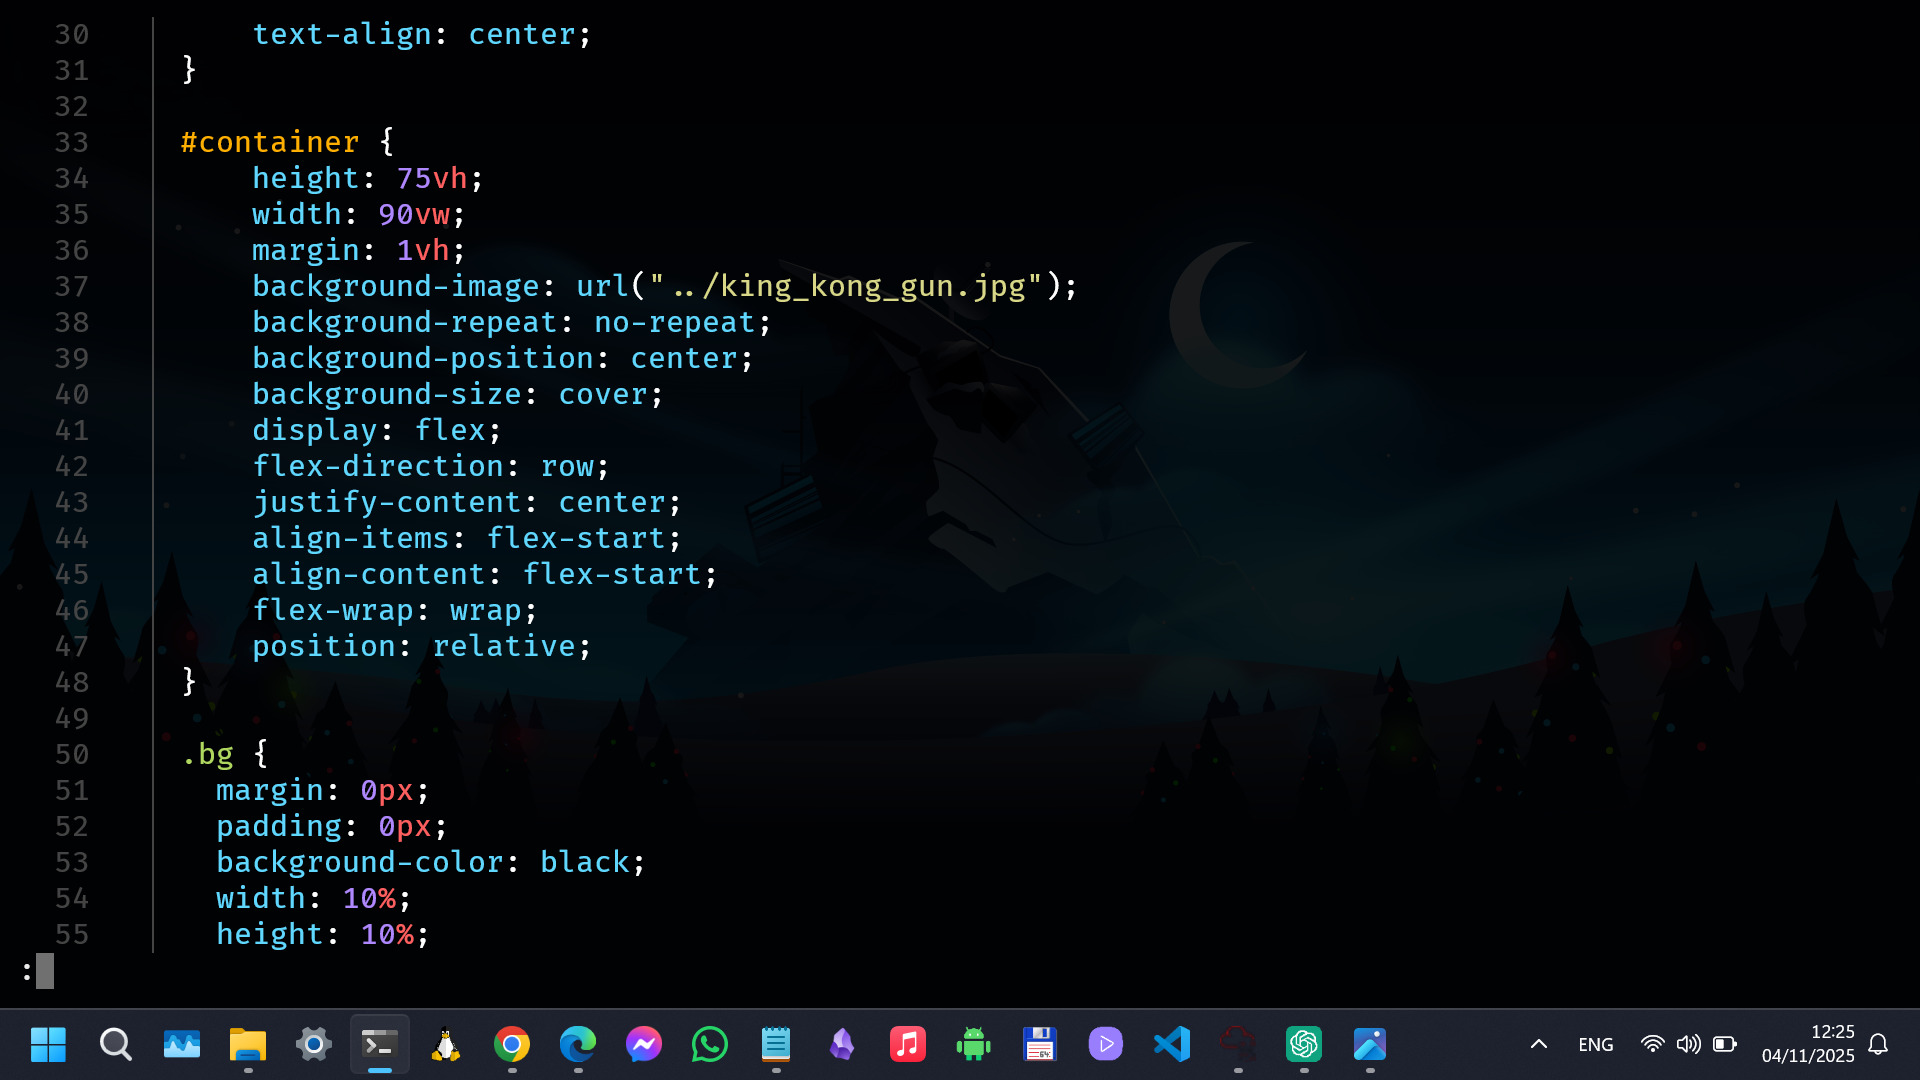 30         text-align: center;
31     }
32
33     #container {
34         height: 75vh;
35         width: 90vw;
36         margin: 1vh;
37         background-image: url("../king_kong_gun.jpg");
38         background-repeat: no-repeat;
39         background-position: center;
40         background-size: cover;
41         display: flex;
42         flex-direction: row;
43         justify-content: center;
44         align-items: flex-start;
45         align-content: flex-start;
46         flex-wrap: wrap;
47         position: relative;
48     }
49
50     .bg {
51       margin: 0px;
52       padding: 0px;
53       background-color: black;
54       width: 10%;
55       height: 10%;
:
64
ENG
12:25
04/11/2025